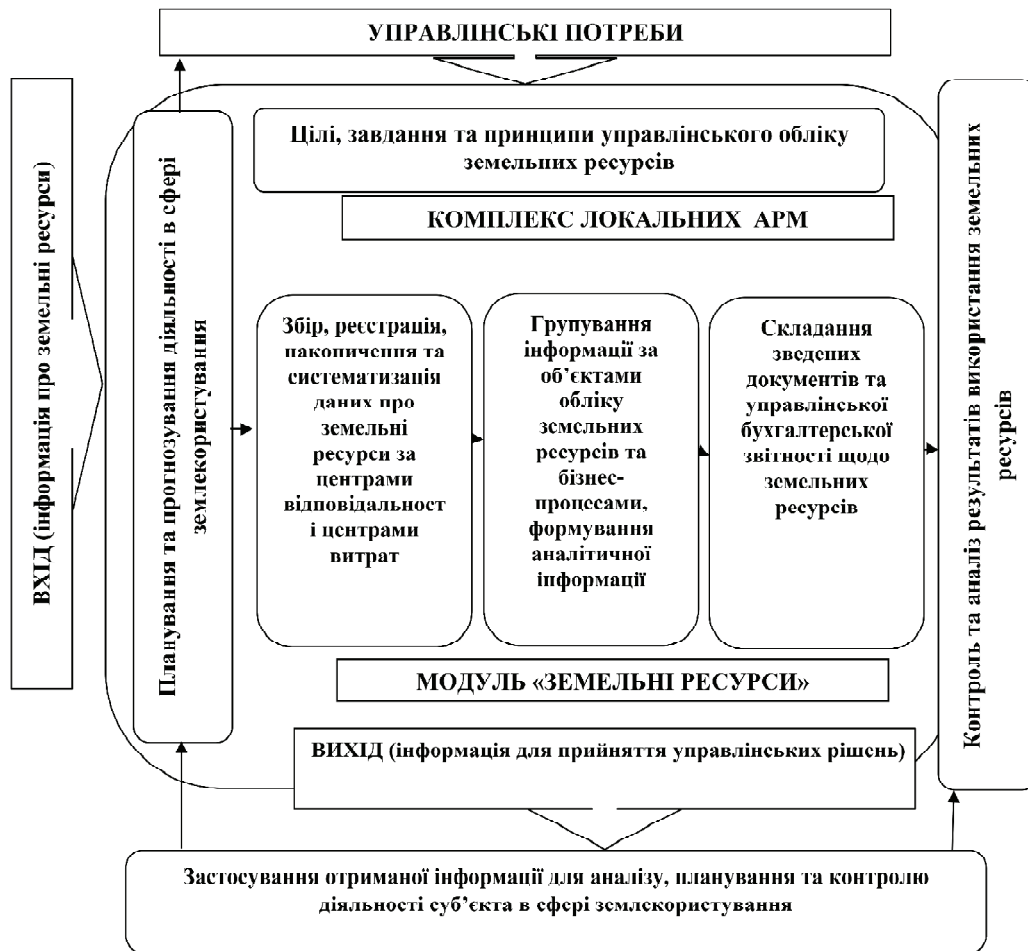 УПРАВЛІНСЬКІ ПОТРЕБИ
ВХІД (інформація про земельні ресурси)
Планування та прогнозування діяльності в сфері
землекористування
Цілі, завдання та принципи управлінського обліку
земельних ресурсів
КОМПЛЕКС ЛОКАЛЬНИХ АРМ
Збір, реєстрація,
накопичення та
систематизація
даних про
земельні
ресурси за
центрами
відповідальност
і центрами
витрат
Групування
інформації за
об’єктами
обліку
земельних
ресурсів та
бізнес-
процесами,
формування
аналітичної
інформації
Складання
зведених
документів та
управлінської
бухгалтерської
звітності щодо
земельних
ресурсів
Контроль та аналіз результатів використання земельних
ресурсів
МОДУЛЬ «ЗЕМЕЛЬНІ РЕСУРСИ»
ВИХІД (інформація для прийняття управлінських рішень)
Застосування отриманої інформації для аналізу, планування та контролю
діяльності суб’єкта в сфері землекористування